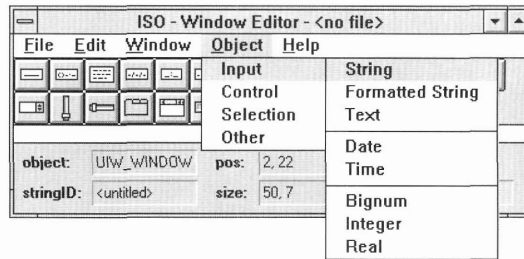 ISO - Window Editor - <no file>
File Edit Window Object Help
Input
Control
Selection
Other
String
Formatted String
Text
Date
Time
Bignum
Integer
Real
object: UIW_WINDOW pos: 2, 22
stringID: <untitled> size: 50, 7